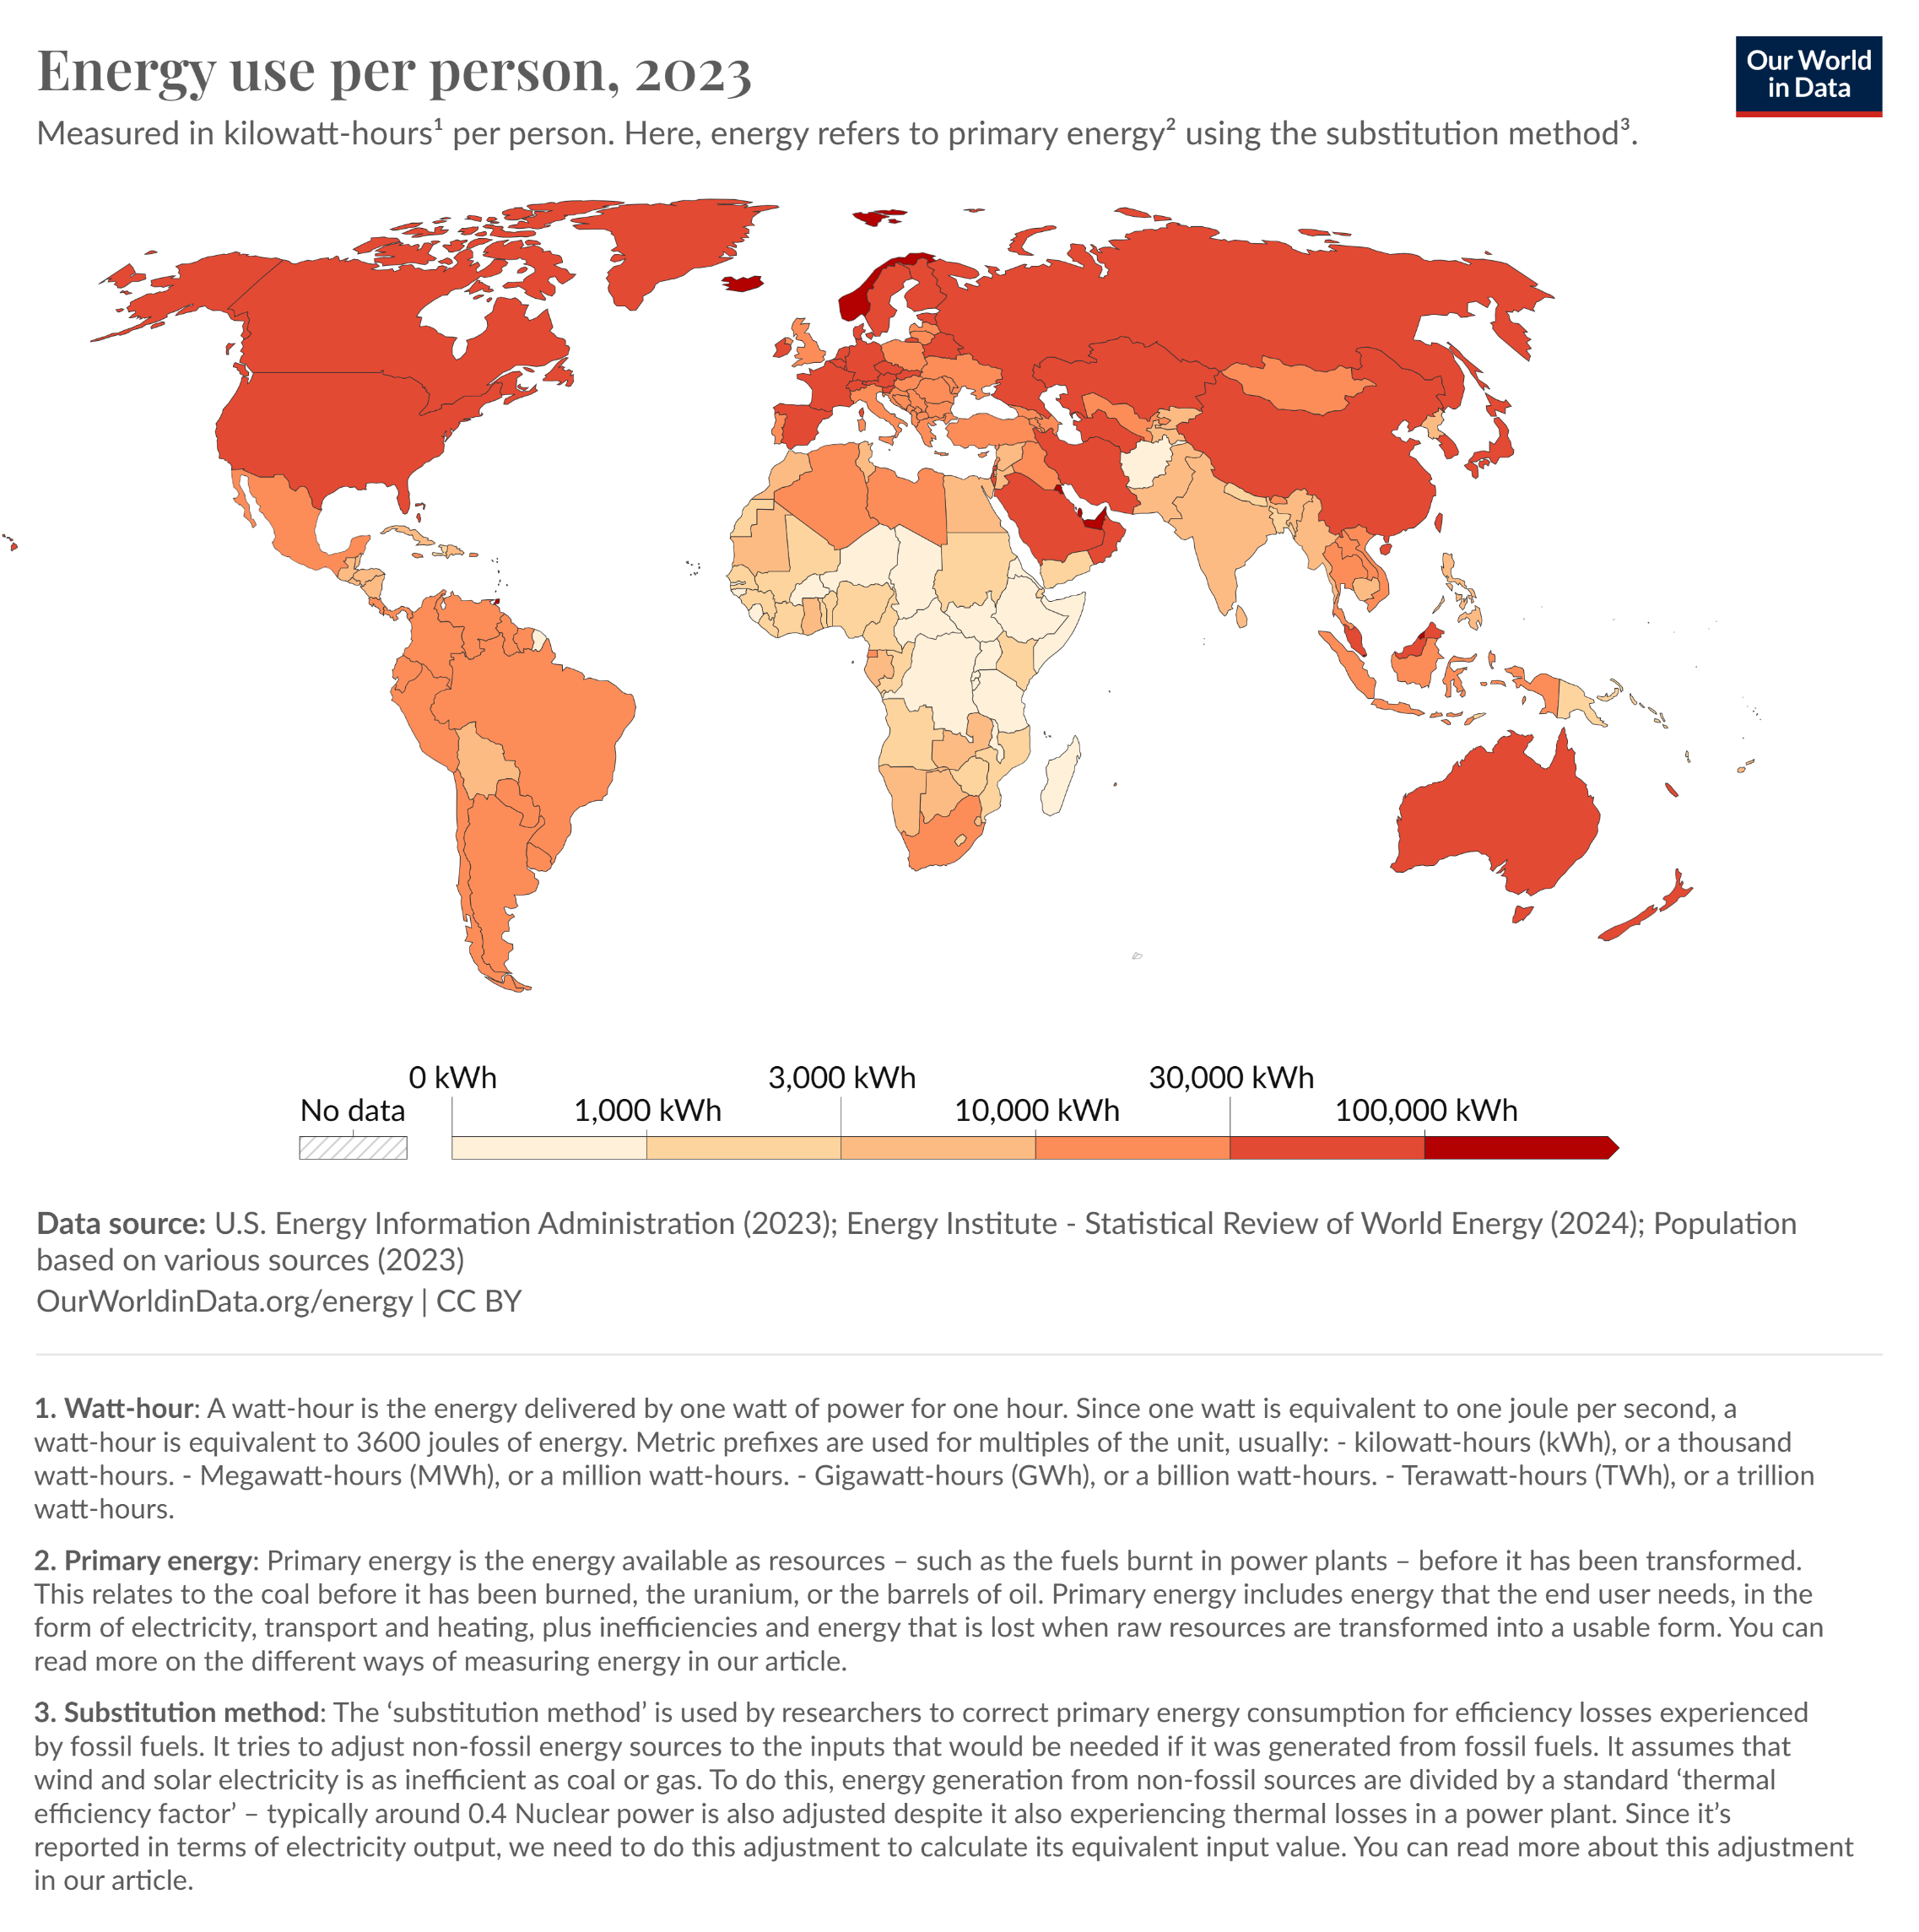 Energy use per person, 2023
Our World
in Data
Measured in kilowatt-hours¹ per person. Here, energy refers to primary energy² using the substitution method³.
0 kWh
3,000 kWh
30,000 kWh
No data
1,000 kWh
10,000 kWh
100,000 kWh
Data source: U.S. Energy Information Administration (2023); Energy Institute - Statistical Review of World Energy (2024); Population
based on various sources (2023)
OurWorldinData.org/energy | CC BY
1. Watt-hour: A watt-hour is the energy delivered by one watt of power for one hour. Since one watt is equivalent to one joule per second, a
watt-hour is equivalent to 3600 joules of energy. Metric prefixes are used for multiples of the unit, usually: - kilowatt-hours (kWh), or a thousand
watt-hours. - Megawatt-hours (MWh), or a million watt-hours. - Gigawatt-hours (GWh), or a billion watt-hours. - Terawatt-hours (TWh), or a trillion
watt-hours.
2. Primary energy: Primary energy is the energy available as resources – such as the fuels burnt in power plants – before it has been transformed.
This relates to the coal before it has been burned, the uranium, or the barrels of oil. Primary energy includes energy that the end user needs, in the
form of electricity, transport and heating, plus inefficiencies and energy that is lost when raw resources are transformed into a usable form. You can
read more on the different ways of measuring energy in our article.
3. Substitution method: The ‘substitution method’ is used by researchers to correct primary energy consumption for efficiency losses experienced
by fossil fuels. It tries to adjust non-fossil energy sources to the inputs that would be needed if it was generated from fossil fuels. It assumes that
wind and solar electricity is as inefficient as coal or gas. To do this, energy generation from non-fossil sources are divided by a standard ‘thermal
efficiency factor’ – typically around 0.4 Nuclear power is also adjusted despite it also experiencing thermal losses in a power plant. Since it’s
reported in terms of electricity output, we need to do this adjustment to calculate its equivalent input value. You can read more about this adjustment
in our article.